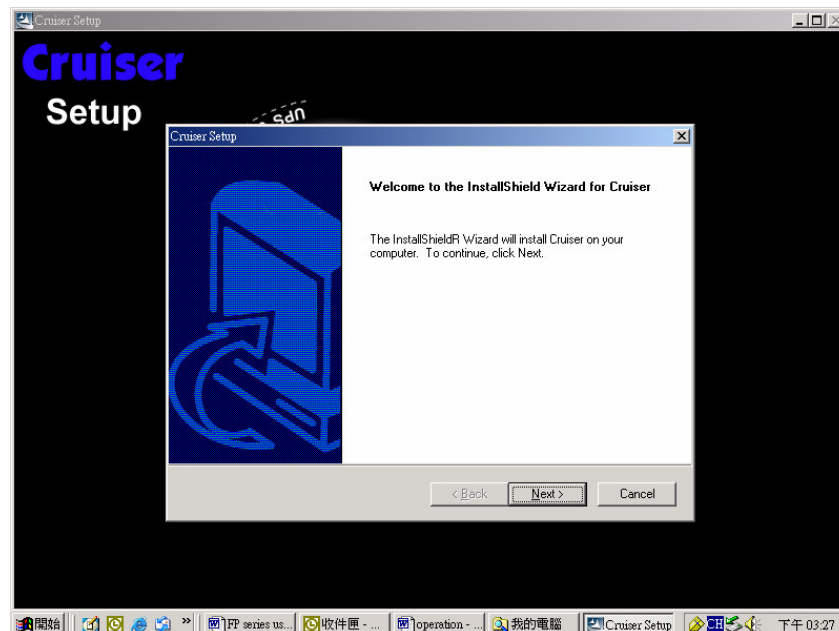 Cruiser Setup
Cruiser
Setup
UPS
Cruiser Setup
Welcome to the InstallShield Wizard for Cruiser
The InstallShieldR Wizard will install Cruiser on your
computer. To continue, click Next.
< Back
Next >
Cancel
開始
»
FP series us...
收件匣 - ...
operation - ...
我的電腦
Cruiser Setup
CH
下午 03:27